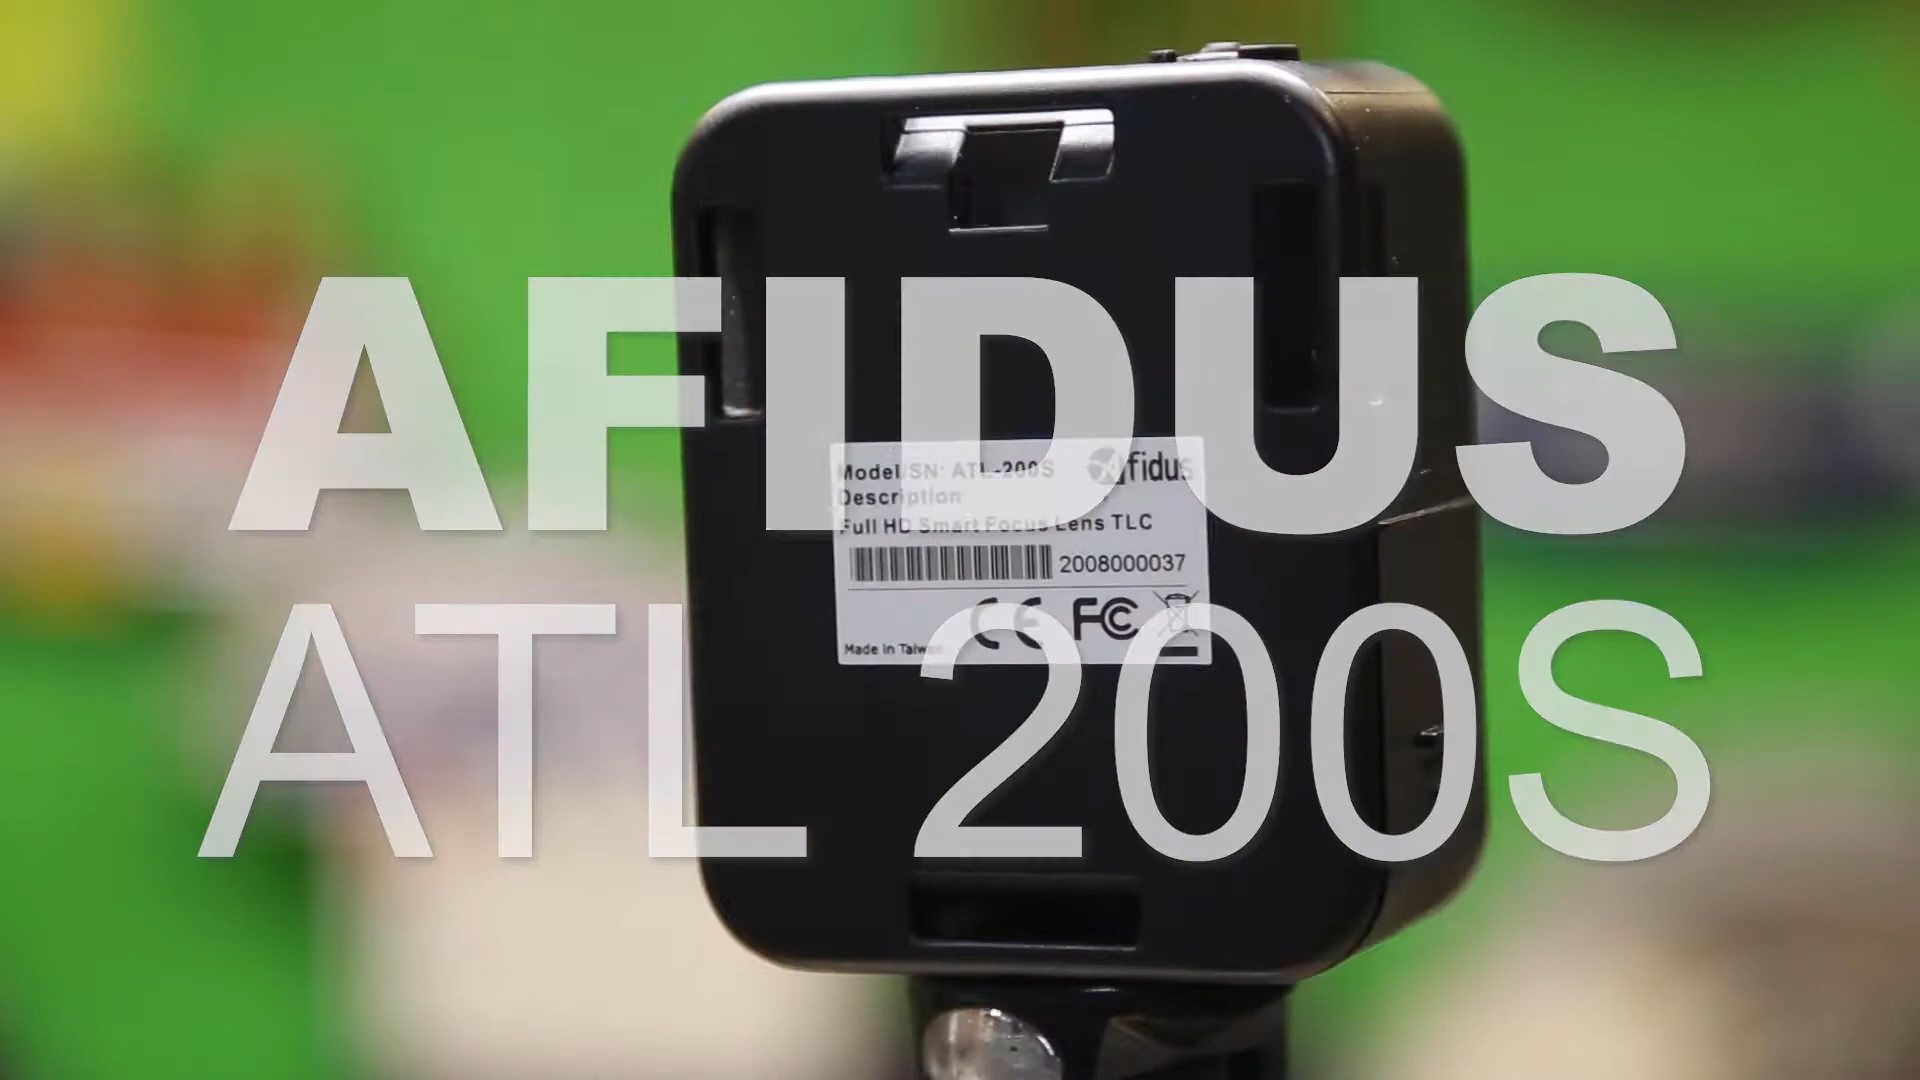 AFIDUS
Model/SN: ATL-200S
afidus
Description
Full HD Smart Focus Lens TLC
2008000037
CE FC
Made In Taiwan
ATL 200S